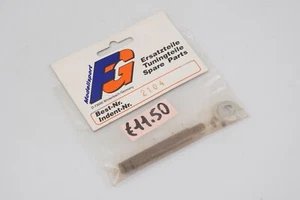 Modellsport
FG
Ersatzteile
Tuningteile
Spare Parts
Best-Nr.
Indent-Nr.
2104
£11.50